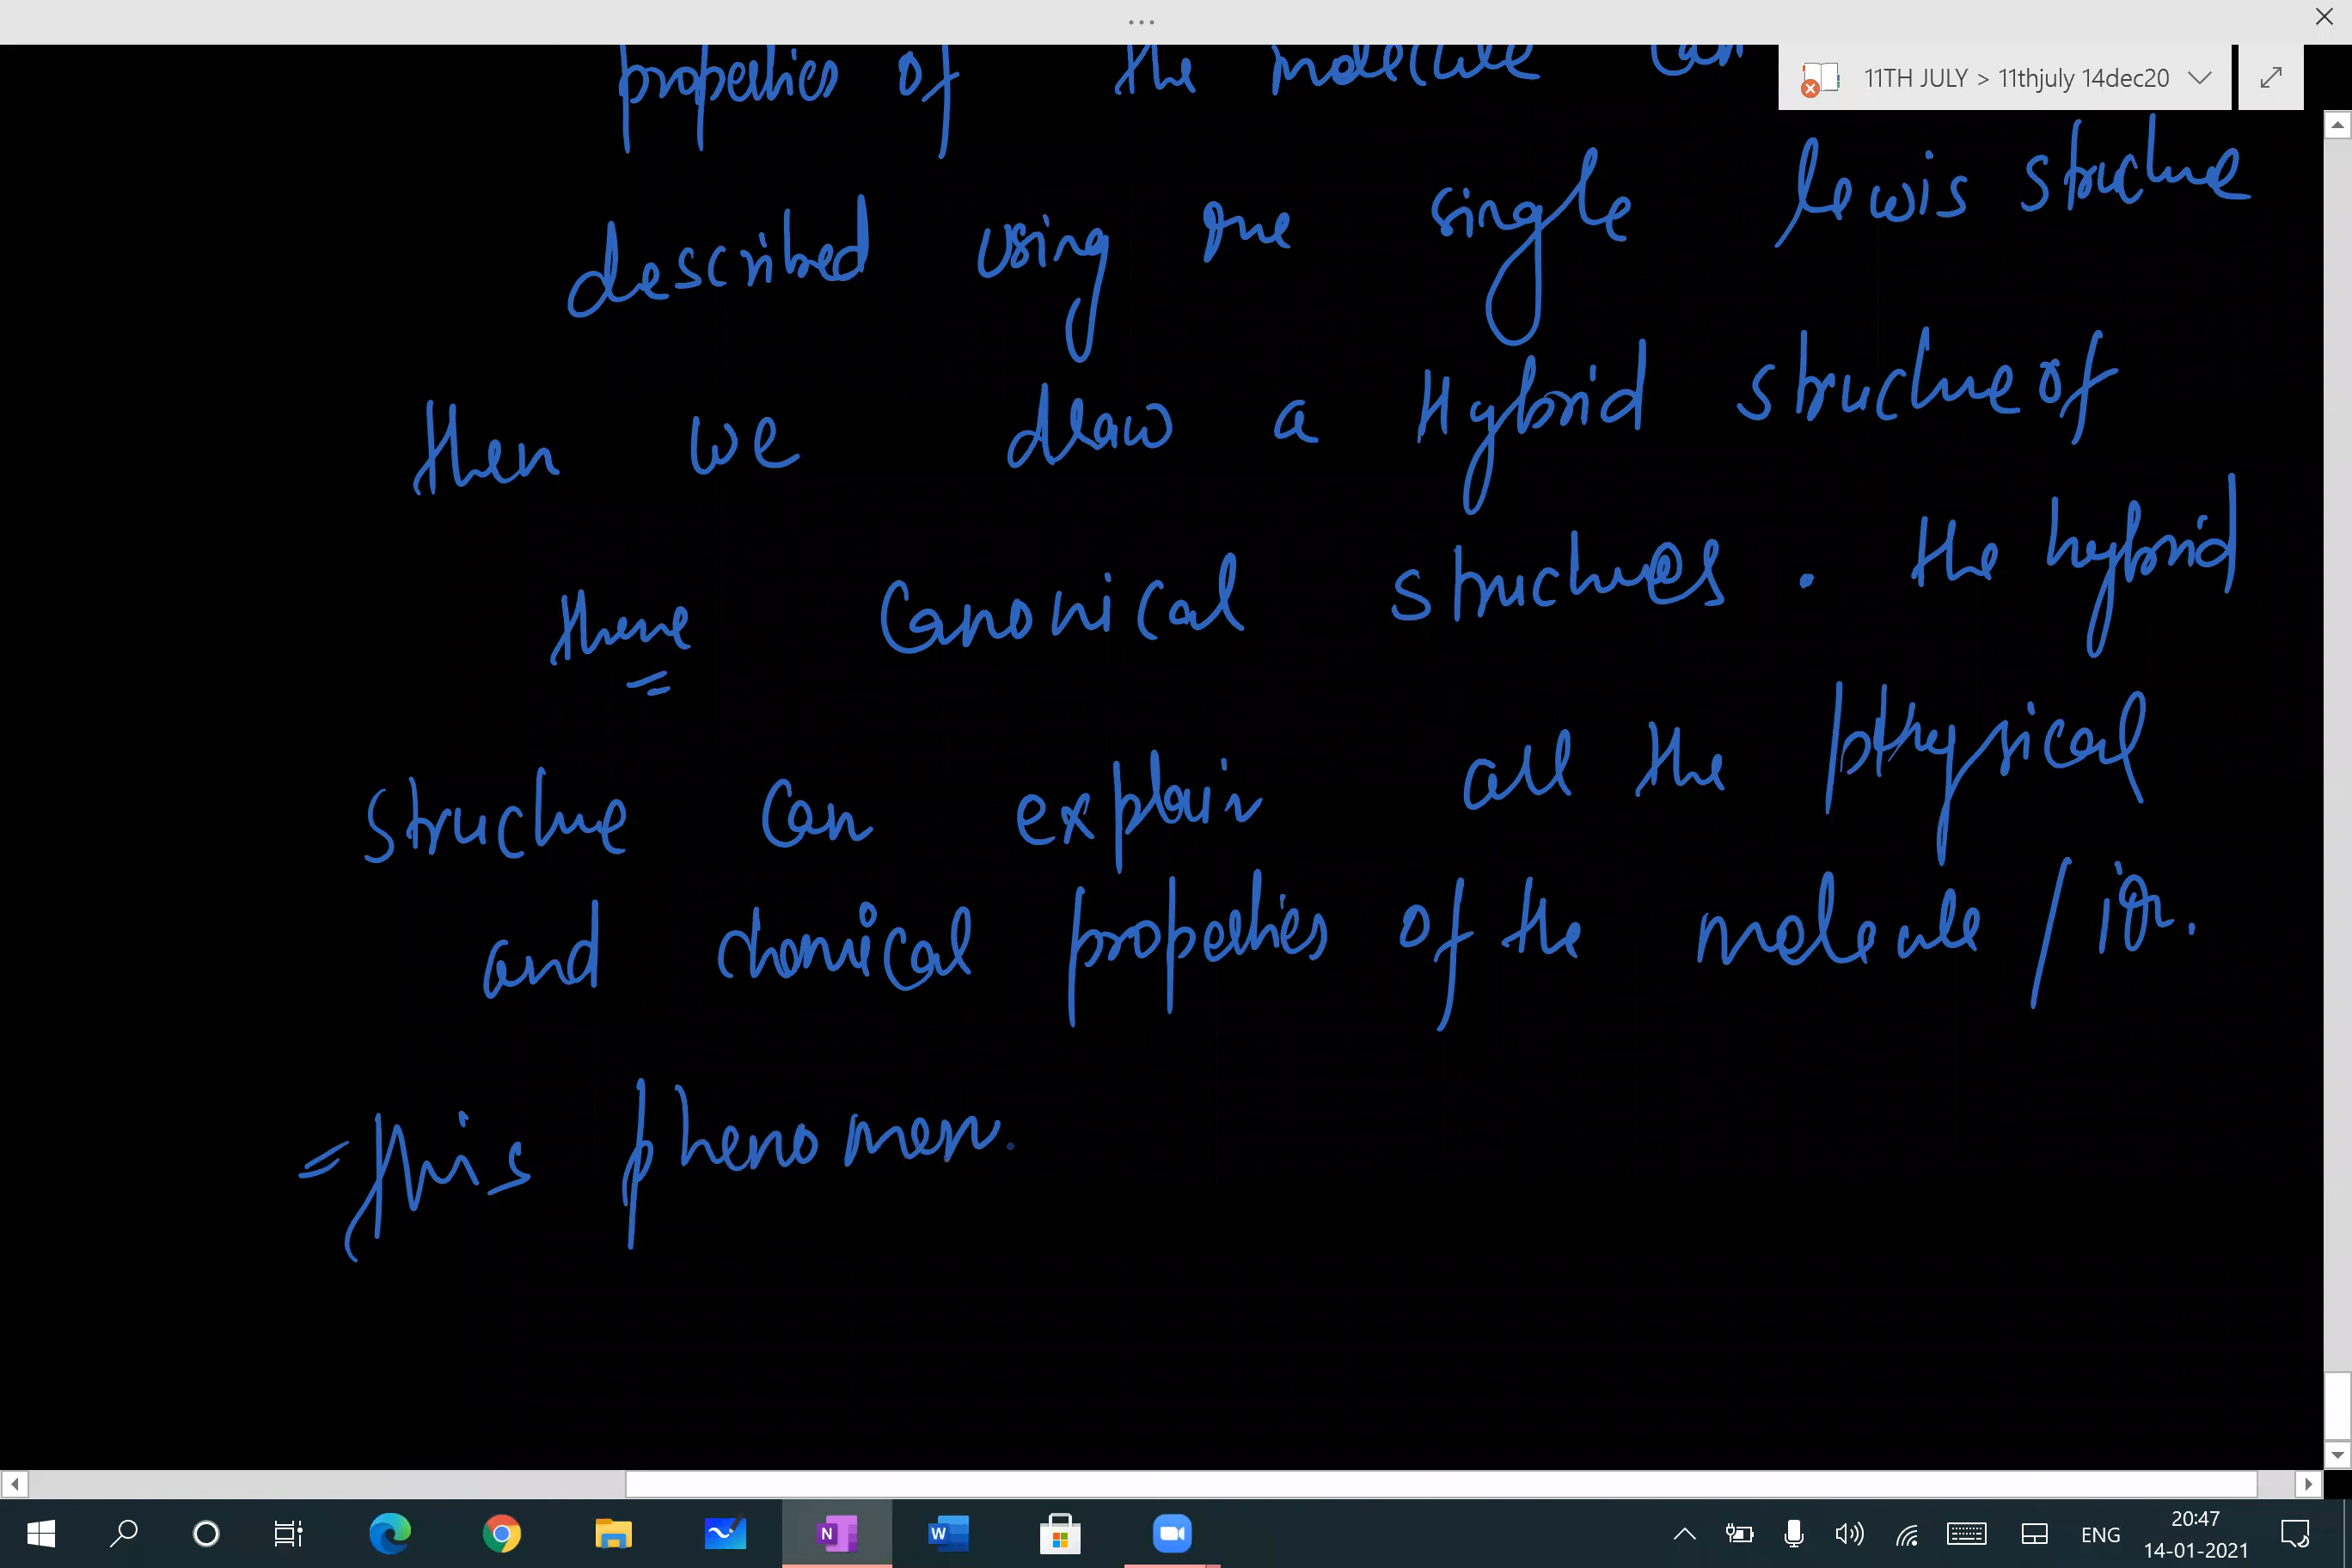 ...
properties of the molecule can
11TH JULY > 11thjuly 14dec20
described using one single lewis structure
then we draw a Hybrid structure of
these canonical structures. the hybrid
structure can explain all the physical
and chemical properties of the molecule / ion.
= this phenomen.
N
W
ENG
20:47
14-01-2021